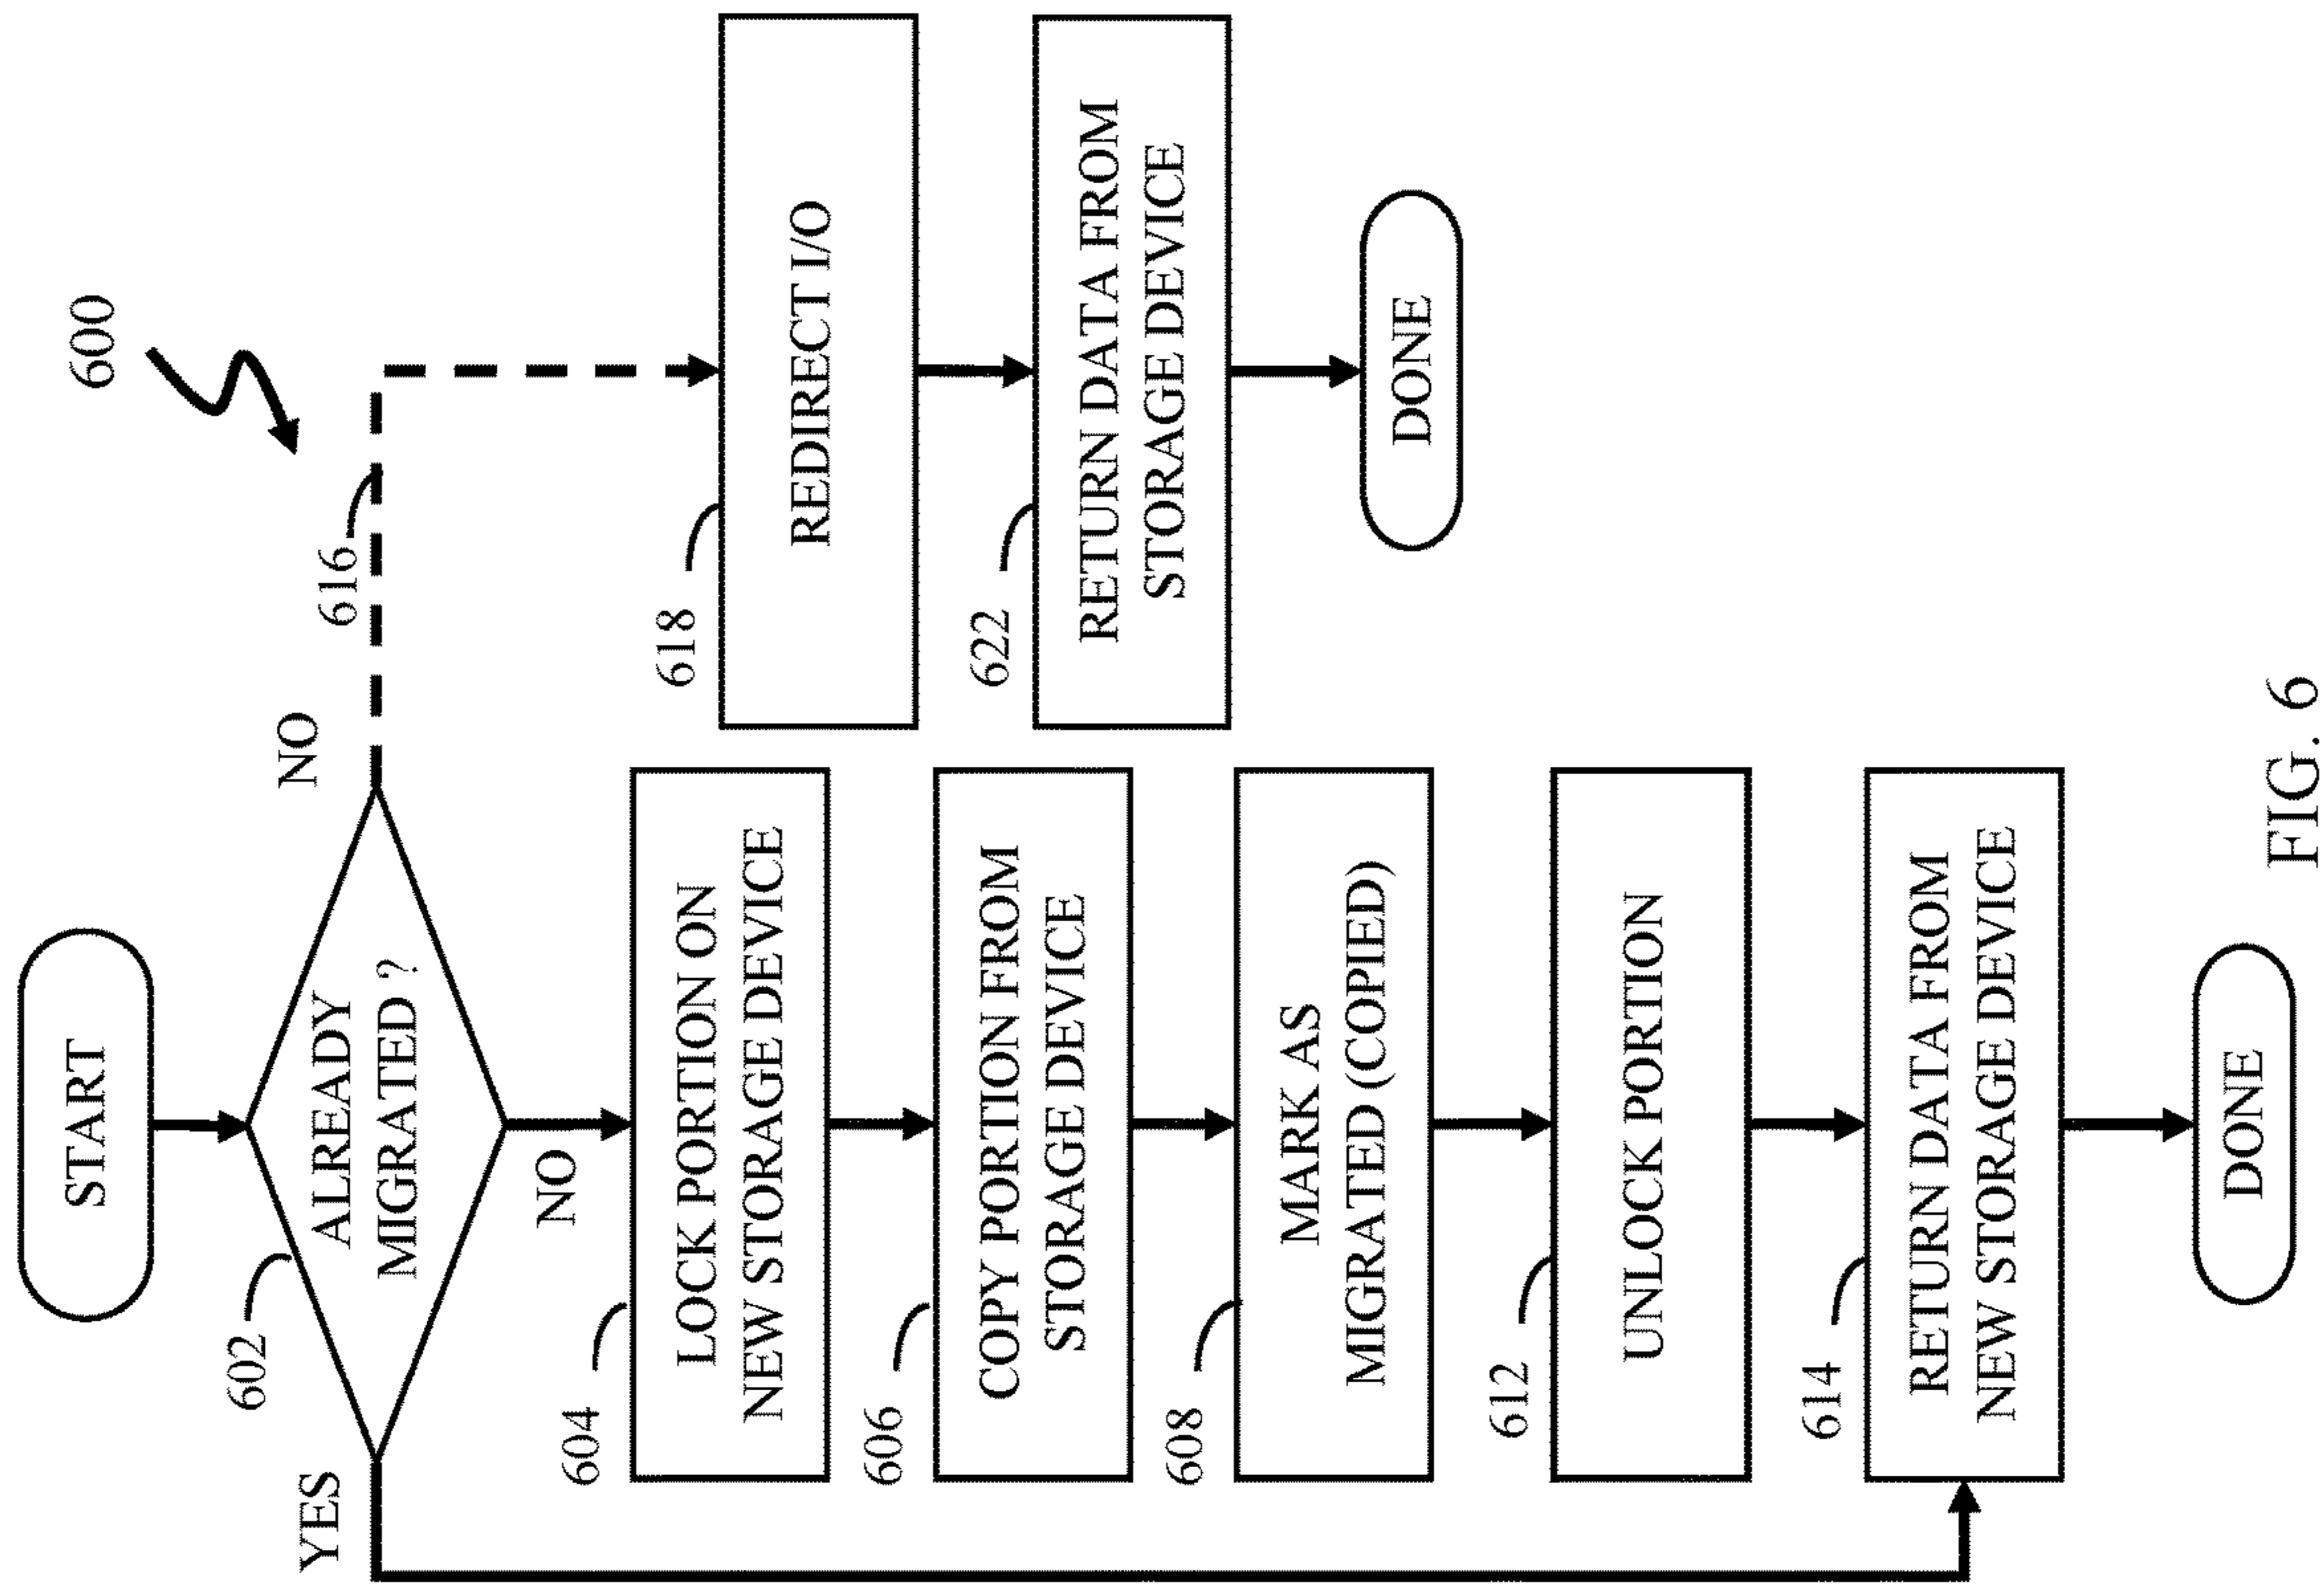 600
START
602
ALREADY
MIGRATED ?
YES
NO
NO
616
604
LOCK PORTION ON
NEW STORAGE DEVICE
606
COPY PORTION FROM
STORAGE DEVICE
608
MARK AS
MIGRATED (COPIED)
612
UNLOCK PORTION
614
RETURN DATA FROM
NEW STORAGE DEVICE
DONE
618
REDIRECT I/O
622
RETURN DATA FROM
STORAGE DEVICE
DONE
FIG. 6